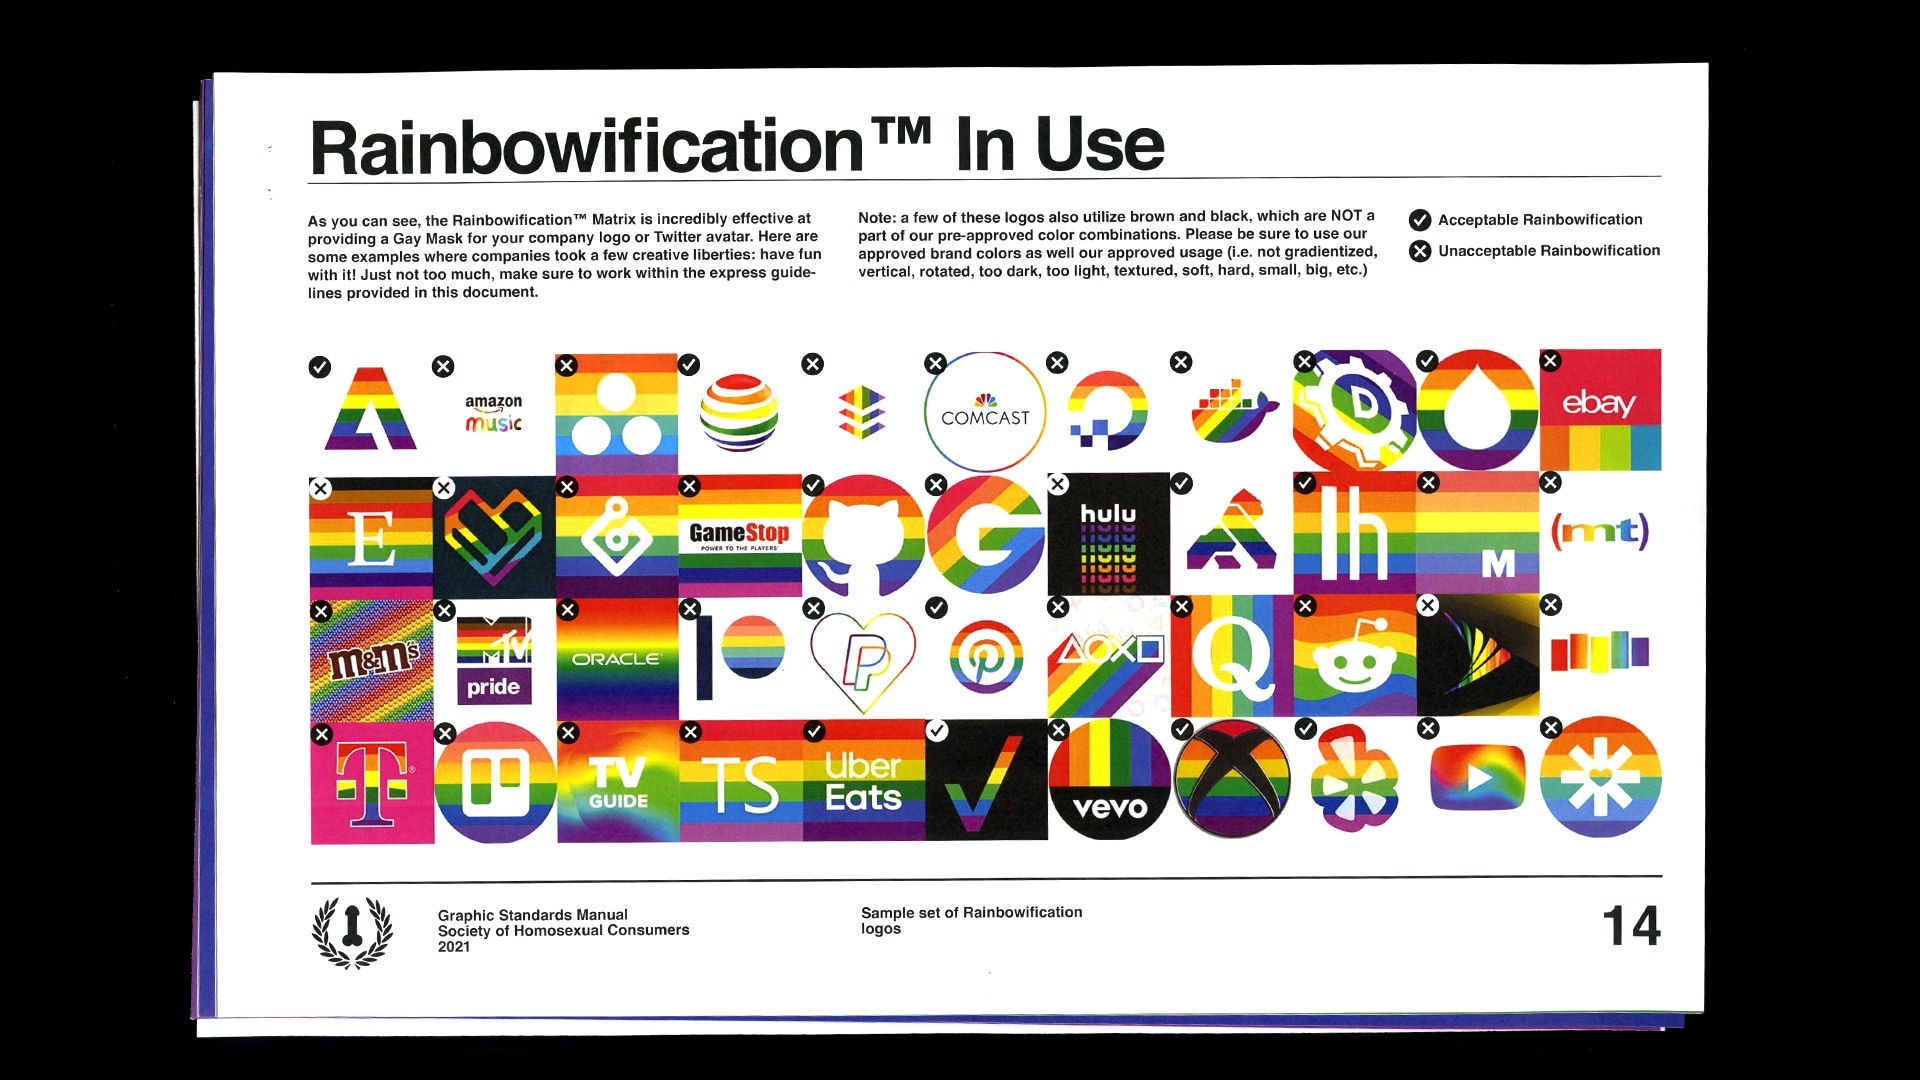 Rainbowification™ In Use
As you can see, the Rainbowification™ Matrix is incredibly effective at
providing a Gay Mask for your company logo or Twitter avatar. Here are
some examples where companies took a few creative liberties: have fun
with it! Just not too much, make sure to work within the express guide-
lines provided in this document.
Note: a few of these logos also utilize brown and black, which are NOT a
part of our pre-approved color combinations. Please be sure to use our
approved brand colors as well our approved usage (i.e. not gradientized,
vertical, rotated, too dark, too light, textured, soft, hard, small, big, etc.)
Acceptable Rainbowification
Unacceptable Rainbowification
amazon
music
COMCAST
D
ebay
E
GameStop
POWER TO THE PLAYERS
G
hulu
hulu
hulu
hulu
hulu
lh
M
(mt)
m&m's
MTV
pride
ORACLE
P
Q
T
TV
GUIDE
TS
Uber
Eats
vevo
Graphic Standards Manual
Society of Homosexual Consumers
2021
Sample set of Rainbowification
logos
14